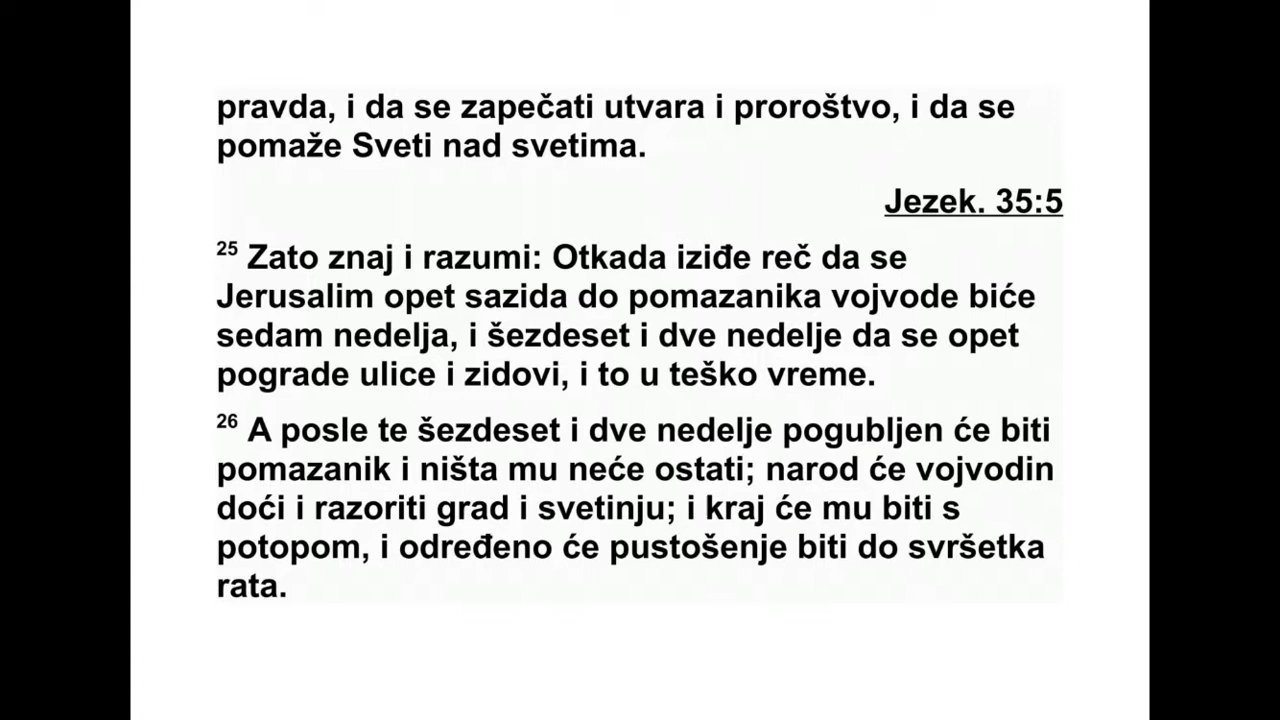 pravda, i da se zapečati utvara i proroštvo, i da se
pomaže Sveti nad svetima.
Jezek. 35:5
25 Zato znaj i razumi: Otkada iziđe reč da se
Jerusalim opet sazida do pomazanika vojvode biće
sedam nedelja, i šezdeset i dve nedelje da se opet
pograde ulice i zidovi, i to u teško vreme.
26 A posle te šezdeset i dve nedelje pogubljen će biti
pomazanik i ništa mu neće ostati; narod će vojvodin
doći i razoriti grad i svetinju; i kraj će mu biti s
potopom, i određeno će pustošenje biti do svršetka
rata.